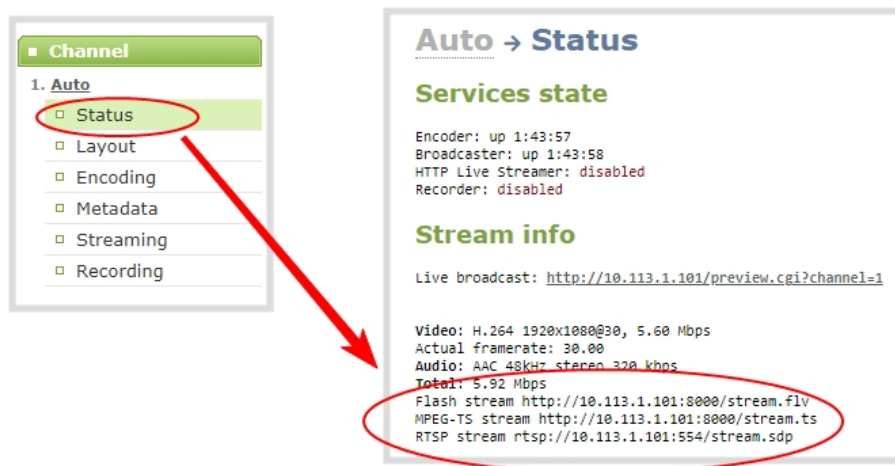 Channel
1. Auto
Status
Layout
Encoding
Metadata
Streaming
Recording
Auto → Status
Services state
Encoder: up 1:43:57
Broadcaster: up 1:43:58
HTTP Live Streamer: disabled
Recorder: disabled
Stream info
Live broadcast: http://10.113.1.101/preview.cgi?channel=1
Video: H.264 1920x1080@30, 5.60 Mbps
Actual framerate: 30.00
Audio: AAC 48kHz stereo 320 kbps
Total: 5.92 Mbps
Flash stream http://10.113.1.101:8000/stream.flv
MPEG-TS stream http://10.113.1.101:8000/stream.ts
RTSP stream rtsp://10.113.1.101:554/stream.sdp